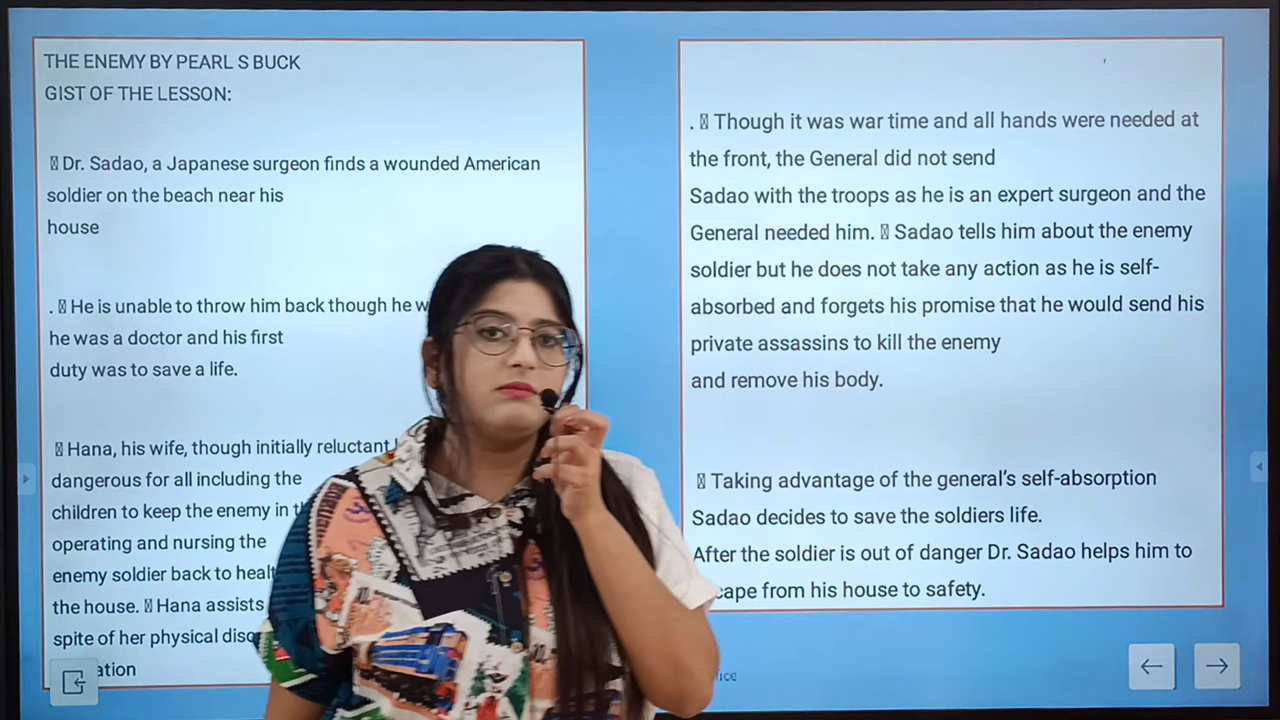 THE ENEMY BY PEARL S BUCK
GIST OF THE LESSON:
Dr. Sadao, a Japanese surgeon finds a wounded American
soldier on the beach near his
house
. He is unable to throw him back though he
he was a doctor and his first
duty was to save a life.
Hana, his wife, though initially reluctant
dangerous for all including the
children to keep the enemy in
operating and nursing the
enemy soldier back to
the house. Hana assists
spite of her physical
. Though it was war time and all hands were needed at
the front, the General did not send
Sadao with the troops as he is an expert surgeon and the
General needed him. Sadao tells him about the enemy
soldier but he does not take any action as he is self-
absorbed and forgets his promise that he would send his
private assassins to kill the enemy
and remove his body.
Taking advantage of the general's self-absorption
Sadao decides to save the soldiers life.
After the soldier is out of danger Dr. Sadao helps him to
from his house to safety.